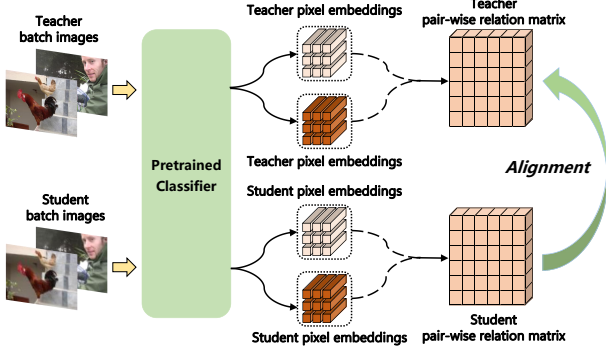 Teacher
batch images
Teacher pixel embeddings
Teacher
pair-wise relation matrix
Pretrained
Classifier
Teacher pixel embeddings
Alignment
Student
batch images
Student pixel embeddings
Student pixel embeddings
Student
pair-wise relation matrix